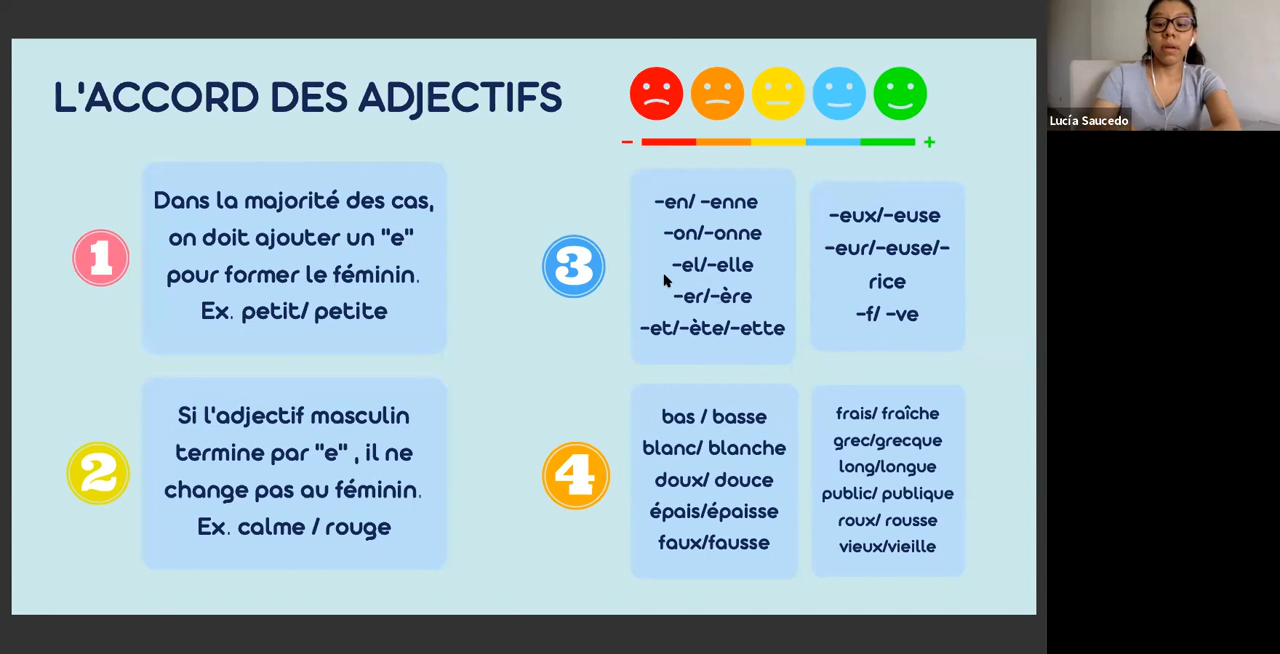 L'ACCORD DES ADJECTIFS
- +
1
Dans la majorité des cas,
on doit ajouter un "e"
pour former le féminin.
Ex. petit/ petite
2
Si l'adjectif masculin
termine par "e" , il ne
change pas au féminin.
Ex. calme / rouge
3
-en/ -enne
-on/-onne
-el/-elle
-er/-ère
-et/-ète/-ette
-eux/-euse
-eur/-euse/-
rice
-f/ -ve
4
bas / basse
blanc/ blanche
doux/ douce
épais/épaisse
faux/fausse
frais/ fraîche
grec/grecque
long/longue
public/ publique
roux/ rousse
vieux/vieille
Lucía Saucedo